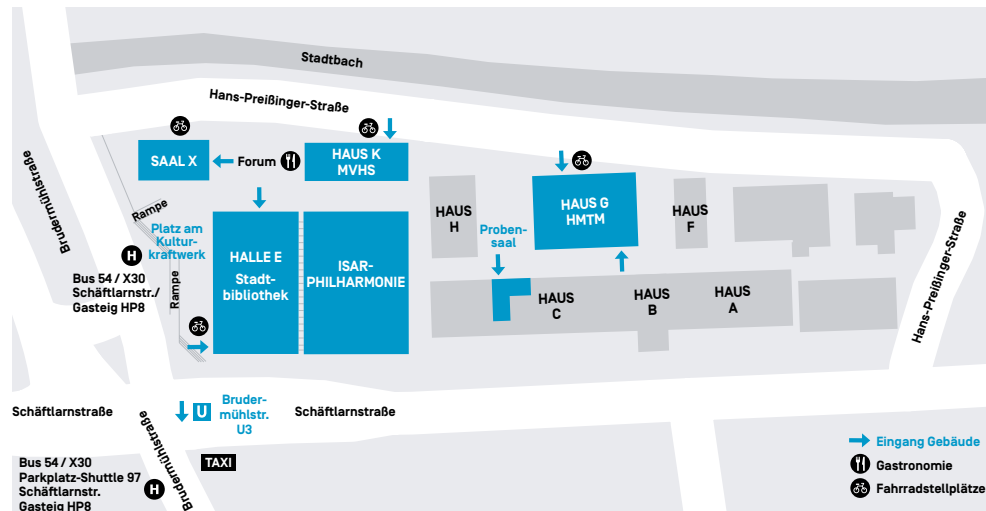 Stadtbach
Hans-Preißinger-Straße
Brudermühlstraße
SAAL X
Forum
HAUS K
MVHS
HAUS
H
HAUS G
HMTM
HAUS
F
Rampe
Platz am
Kultur-
kraftwerk
Proben-
saal
H
Bus 54 / X30
Schäftlarnstr./
Gasteig HP8
Rampe
HALLE E
Stadt-
bibliothek
ISAR-
PHILHARMONIE
HAUS
C
HAUS
B
HAUS
A
Hans-Preißinger-Straße
Schäftlarnstraße
U
Bruder-
mühlstr.
U3
Schäftlarnstraße
Brudermühlstraße
TAXI
Bus 54 / X30
Parkplatz-Shuttle 97
Schäftlarnstr.
Gasteig HP8
H
Eingang Gebäude
Gastronomie
Fahrradstellplätze